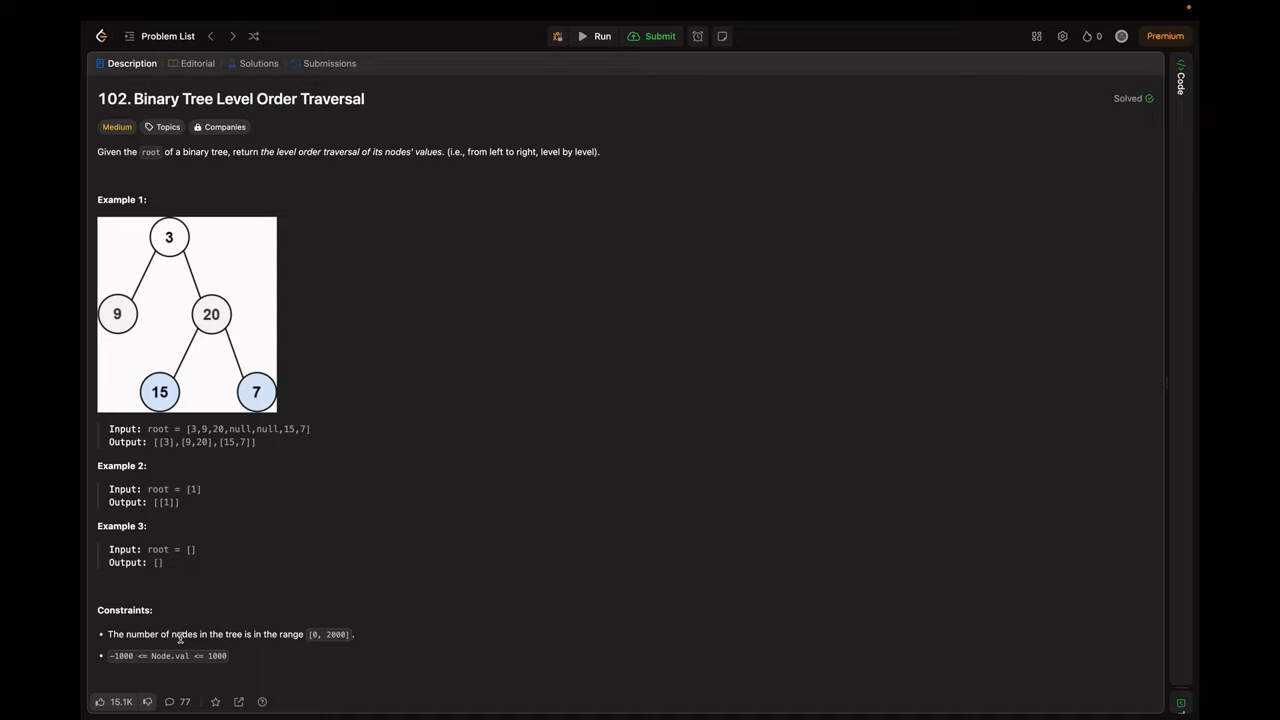 Problem List
Run
Submit
0
Premium
Description
Editorial
Solutions
Submissions
Code
102. Binary Tree Level Order Traversal
Solved
Medium
Topics
Companies
Given the root of a binary tree, return the level order traversal of its nodes' values. (i.e., from left to right, level by level).
Example 1:
3
9 20
15 7
Input: root = [3,9,20,null,null,15,7]
Output: [[3],[9,20],[15,7]]
Example 2:
Input: root = [1]
Output: [[1]]
Example 3:
Input: root = []
Output: []
Constraints:
• The number of nodes in the tree is in the range [0, 2000].
• -1000 <= Node.val <= 1000
15.1K
77